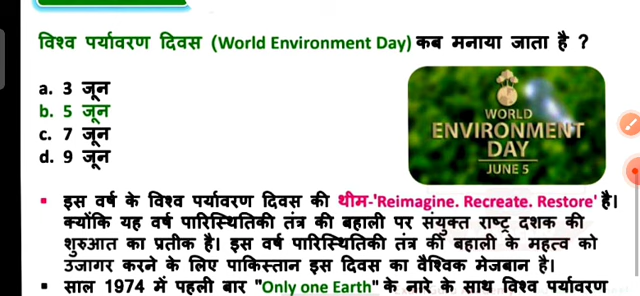 विश्व पर्यावरण दिवस (World Environment Day) कब मनाया जाता है ?
a. 3 जून
b. 5 जून
c. 7 जून
d. 9 जून
WORLD
ENVIRONMENT
DAY
JUNE 5
▪ इस वर्ष के विश्व पर्यावरण दिवस की थीम-'Reimagine. Recreate. Restore' है।
क्योंकि यह वर्ष पारिस्थितिकी तंत्र की बहाली पर संयुक्त राष्ट्र दशक की
शुरुआत का प्रतीक है। इस वर्ष पारिस्थितिकी तंत्र की बहाली के महत्व को
उजागर करने के लिए पाकिस्तान इस दिवस का वैश्विक मेजबान है।
▪ साल 1974 में पहली बार "Only one Earth" के नारे के साथ विश्व पर्यावरण